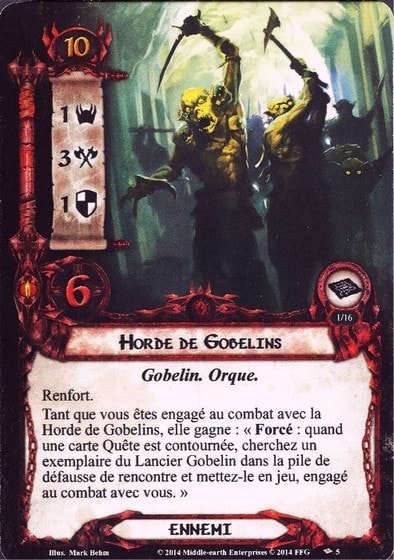 10
1
3
1
6
1/16
Horde de Gobelins
Gobelin. Orque.
Renfort.
Tant que vous êtes engagé au combat avec la
Horde de Gobelins, elle gagne : « Forcé : quand
une carte Quête est contournée, cherchez un
exemplaire du Lancier Gobelin dans la pile de
défausse de rencontre et mettez-le en jeu, engagé
au combat avec vous. »
ENNEMI
Illus. Mark Behm © 2014 Middle-earth Enterprises © 2014 FFG 5